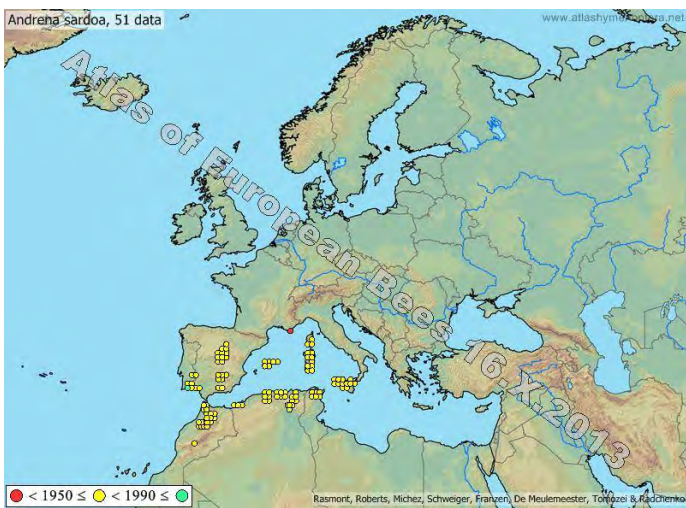 Andrena sardoa, 51 data
www.atlashymenoptera.net
Atlas of European Bees 16.X.2013
< 1950 ≤ < 1990 ≤
Rasmont, Roberts, Michez, Schweiger, Franzen, De Meulemeester, Tomozei & Radchenko